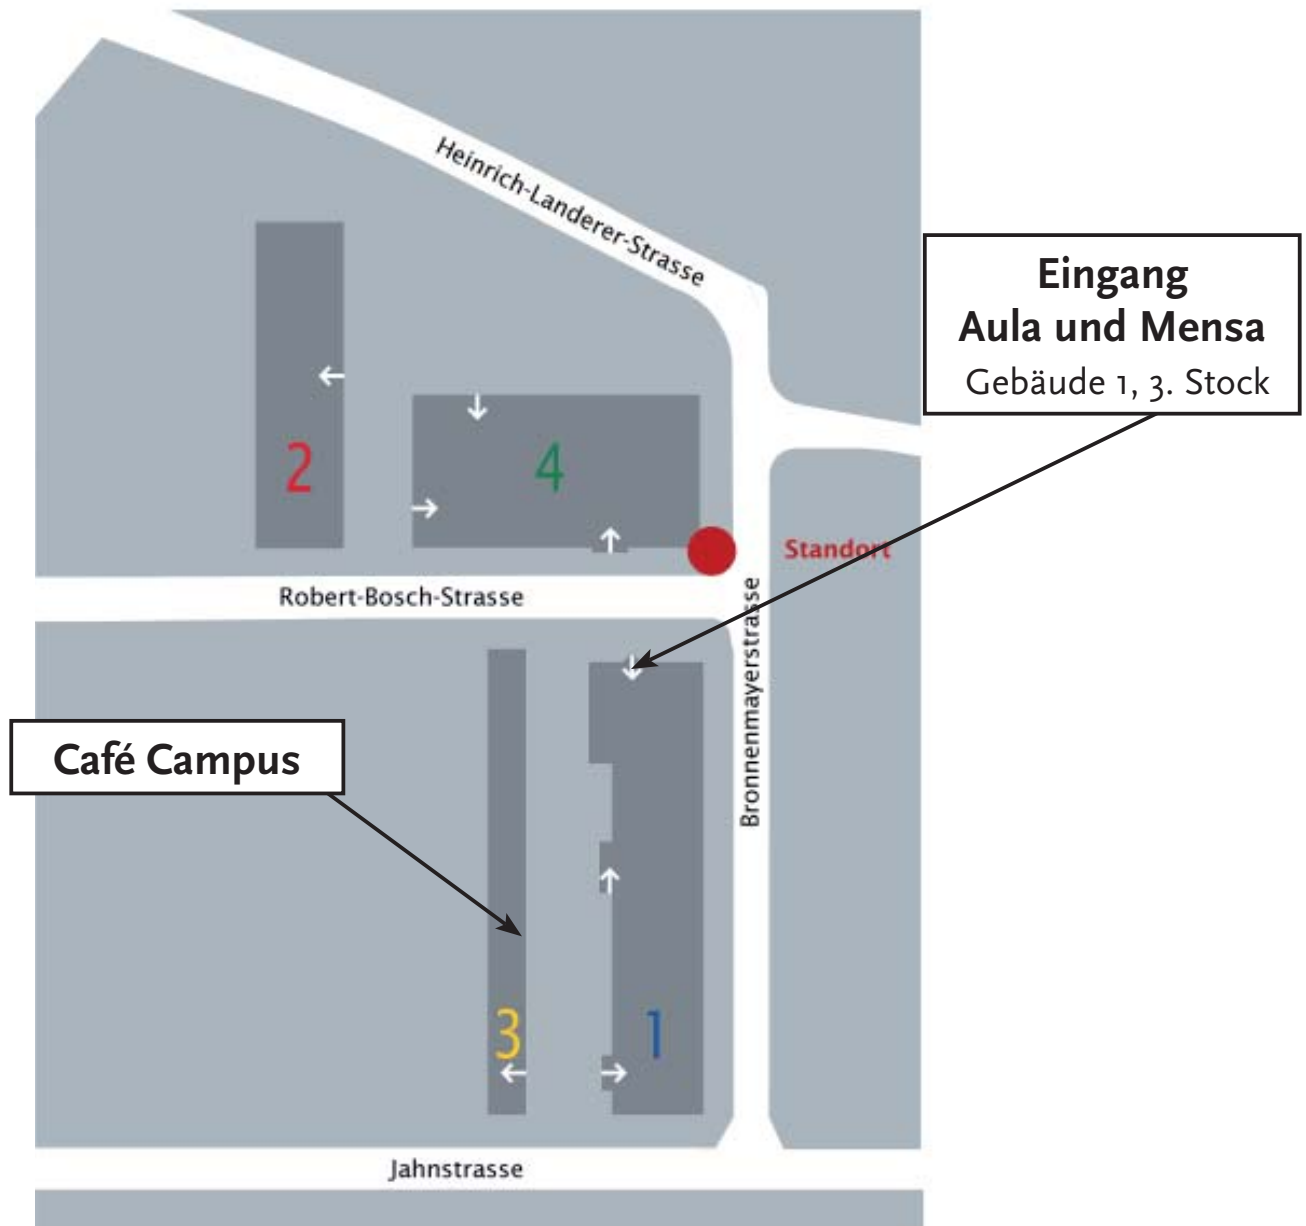 Heinrich-Landerer-Strasse
Eingang
Aula und Mensa
Gebäude 1, 3. Stock
2
4
Standort
Robert-Bosch-Strasse
Bronnenmayerstrasse
Café Campus
3
1
Jahnstrasse